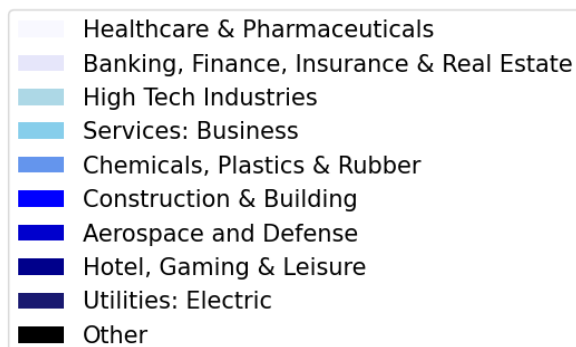 Healthcare & Pharmaceuticals
Banking, Finance, Insurance & Real Estate
High Tech Industries
Services: Business
Chemicals, Plastics & Rubber
Construction & Building
Aerospace and Defense
Hotel, Gaming & Leisure
Utilities: Electric
Other